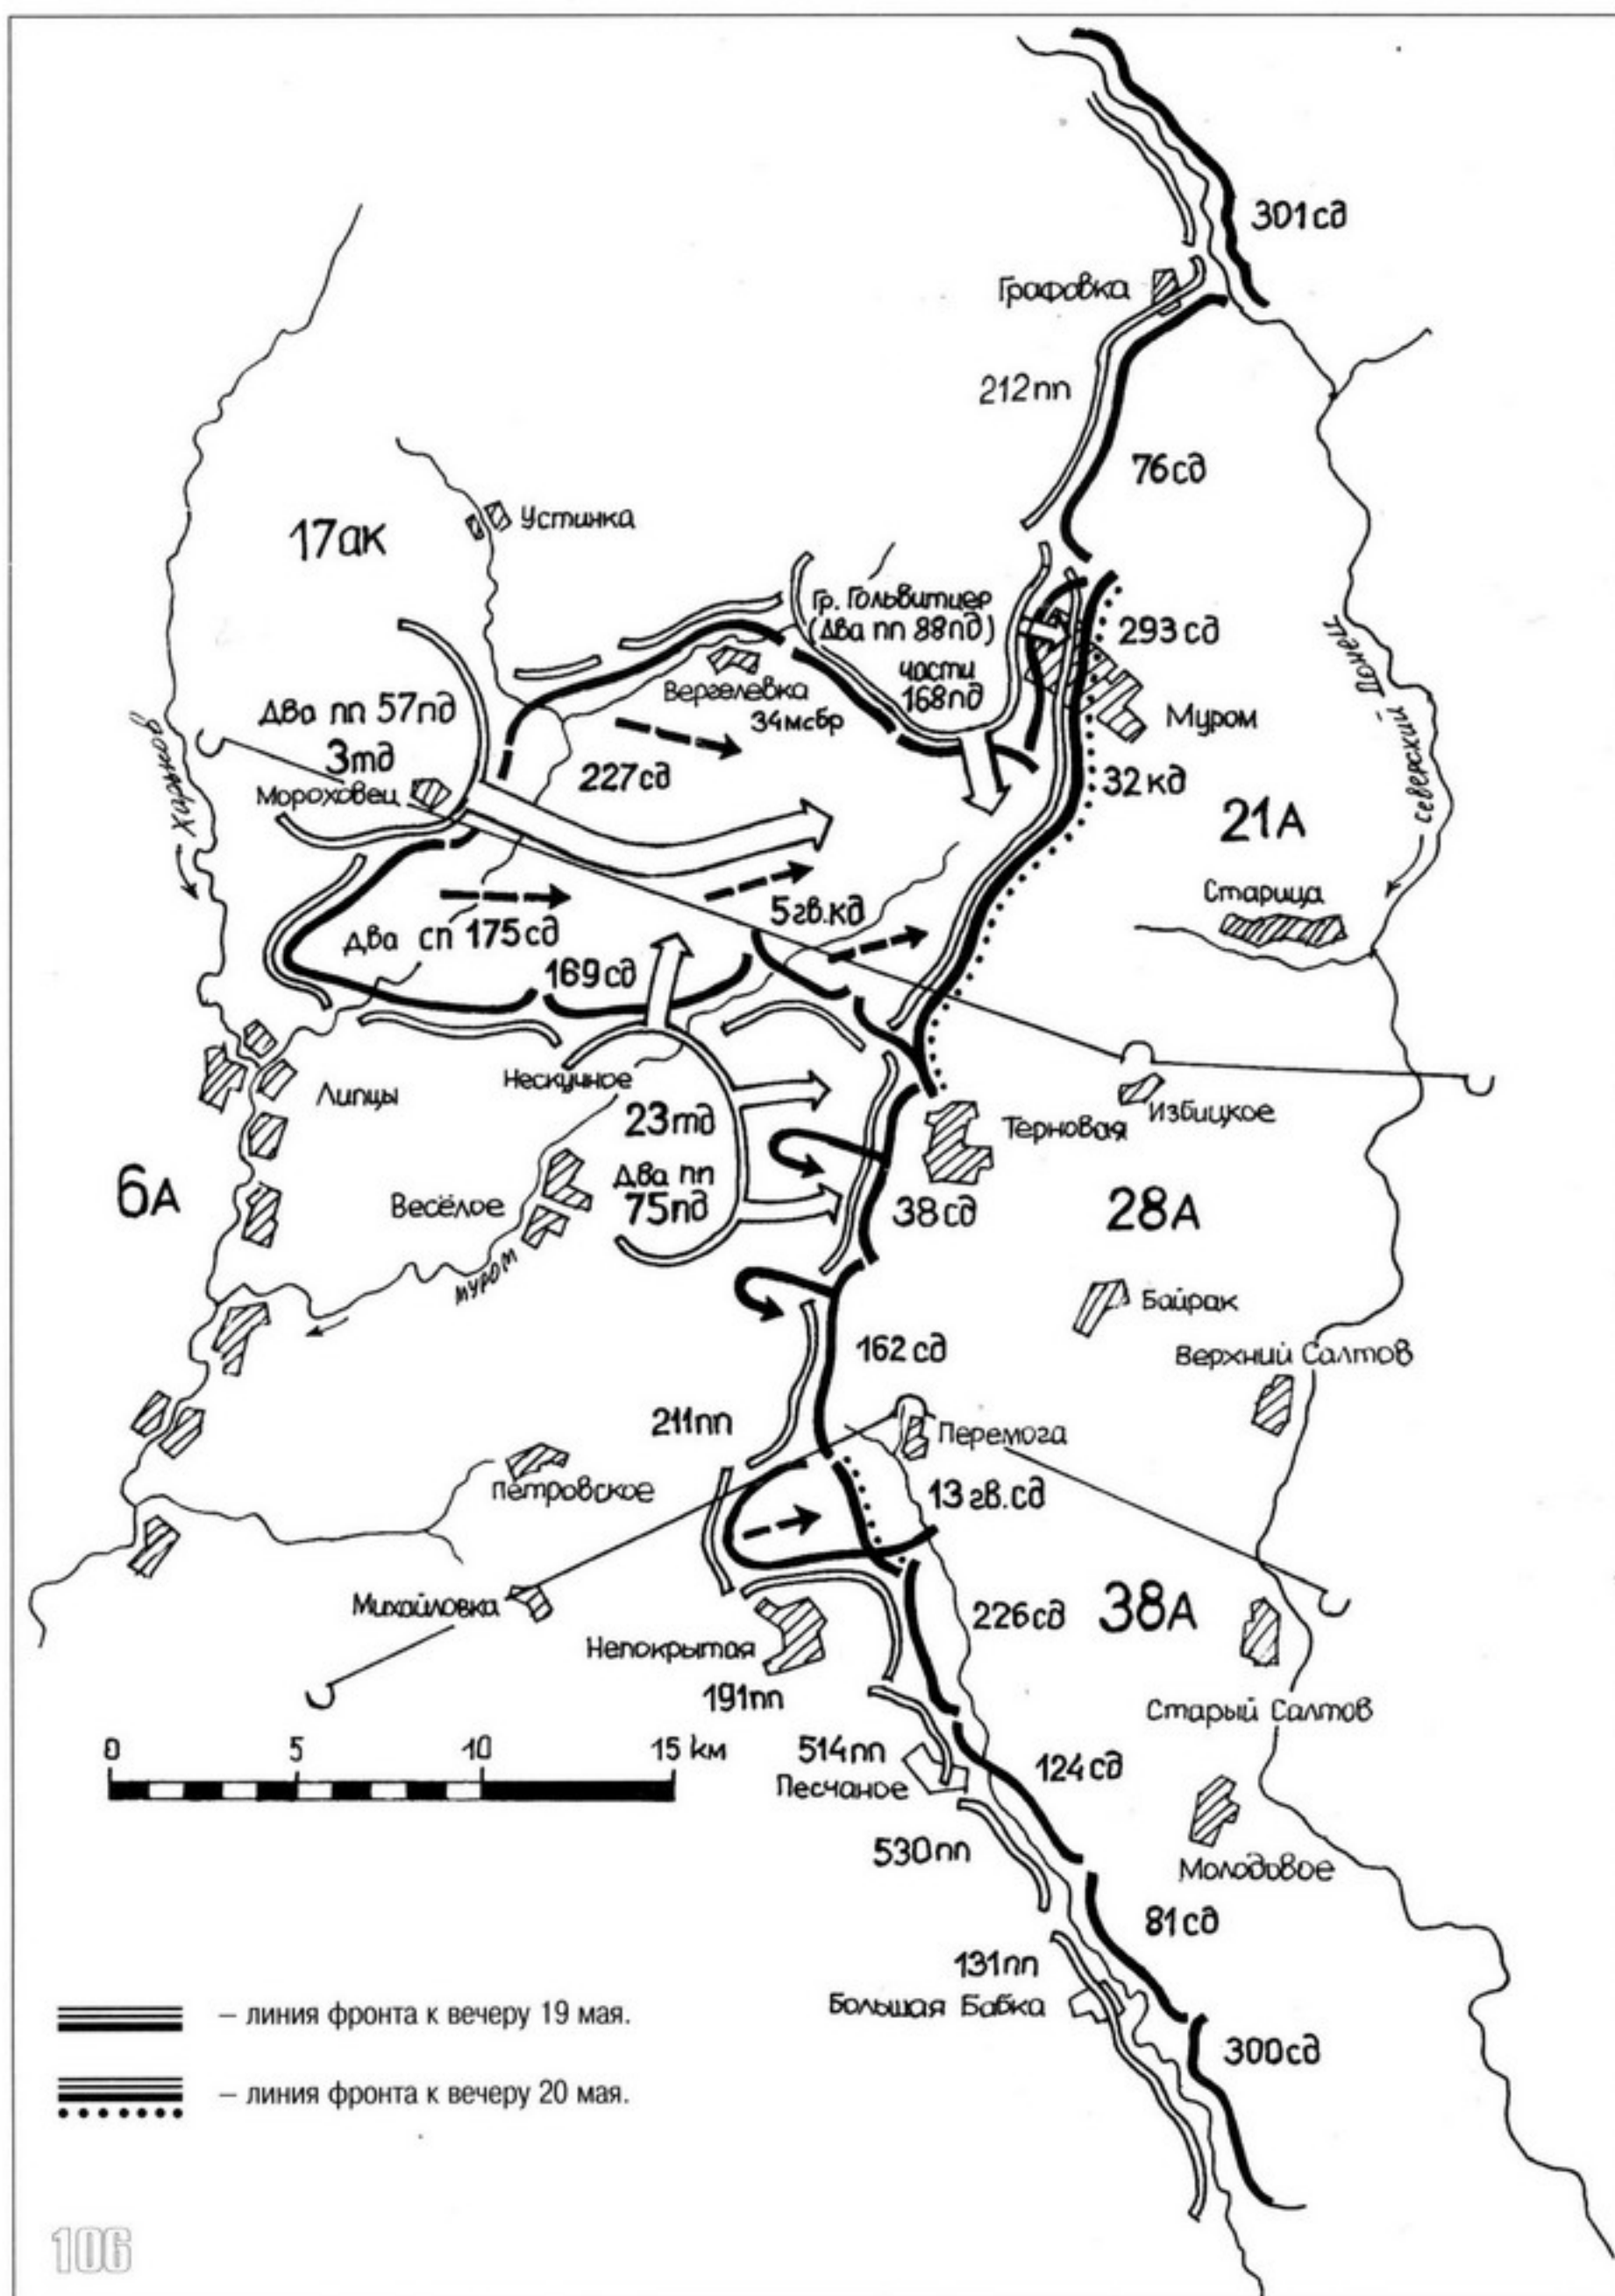 301сд
Графовка
212пп
76сд
17ак
Устинка
Гр. Гольвитцер
(Два пп 88пд)
части
168пд
293сд
Вергелевка
34мсбр
Муром
Два пп 57пд
3тд
Мороховец
227сд
32кд
21А
Северский Донец
Старица
5гв.кд
Два сп 175сд
169сд
Липцы
Нескучное
23тд
Два пп
75пд
Терновая
Избицкое
6А
Весёлое
38сд
28А
муром
Байрак
Верхний Салтов
162сд
211пп
Перемога
Петровское
13гв.сд
Михайловка
226сд
38А
Непокрытая
191пп
Старый Салтов
0 5 10 15 km
514пп
Песчаное
124сд
530пп
Молодовое
81сд
131пп
Большая Бабка
300сд
– линия фронта к вечеру 19 мая.
– линия фронта к вечеру 20 мая.
106